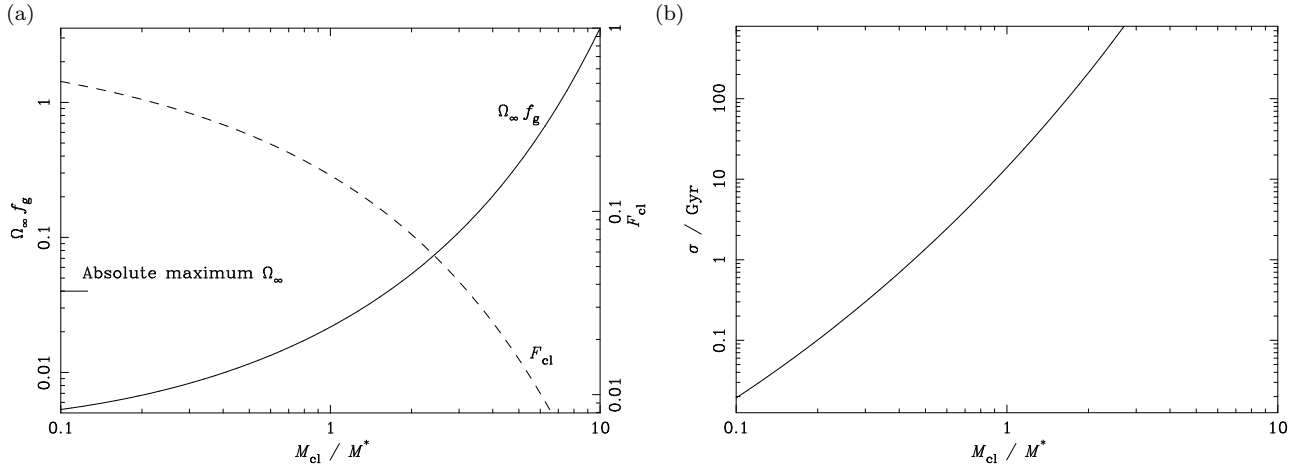 (a)
Ω∞ fg
1
0.1
0.01
Absolute maximum Ω∞
Ω∞ fg
Fcl
1
0.1
0.01
Fcl
0.1 1 10
Mcl / M*
(b)
σ / Gyr
100
10
1
0.1
0.1 1 10
Mcl / M*